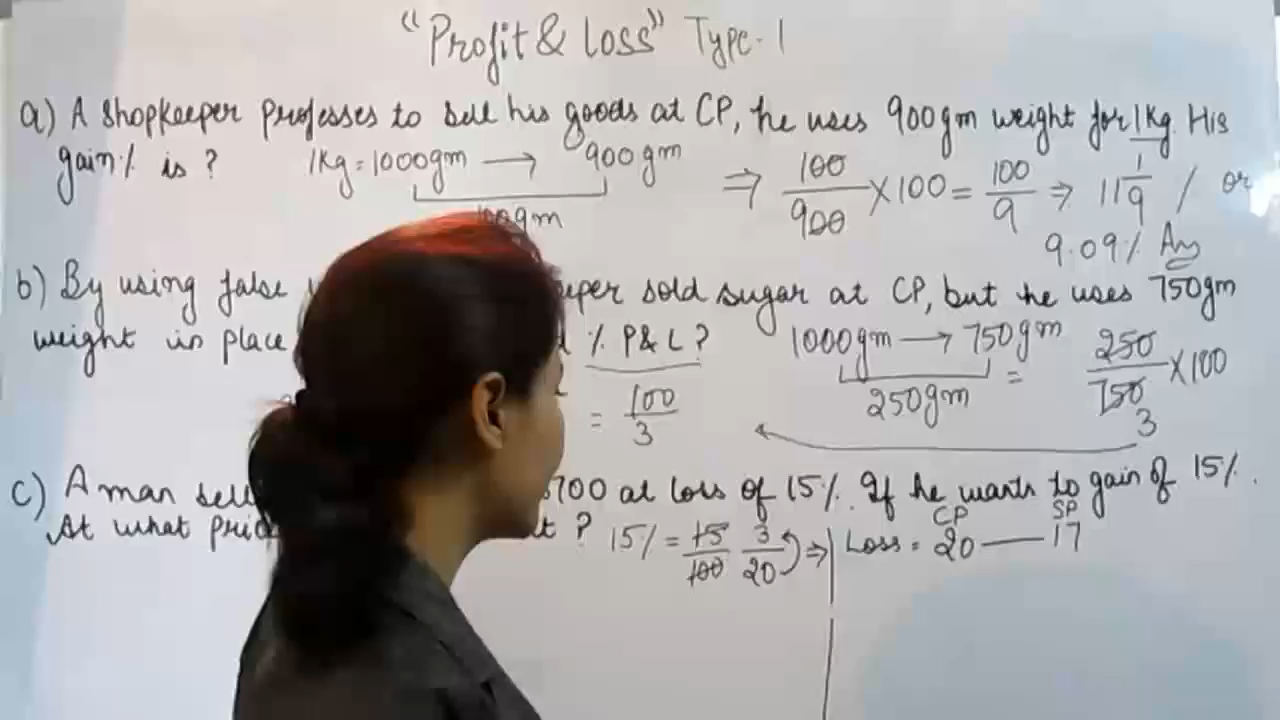 "Profit & Loss" Type-1
a) A Shopkeeper professes to sell his goods at CP, he uses 900gm weight for 1Kg. His
gain% is ? 1Kg = 1000gm → 900gm ⇒ 100/900 × 100 = 100/9 ⇒ 11 1/9 / or
100gm
9.09% Ans
b) By using false sold sugar at CP, but he uses 750gm
weight in place % P & L ? 1000gm → 750gm
250gm = 250/750 × 100
3
= 100/3
c) A man sell 700 at loss of 15%. If he wants to gain of 15%.
At what ? 15% = 15/100 3/20 ⇒ Loss = 20 — 17
CP SP